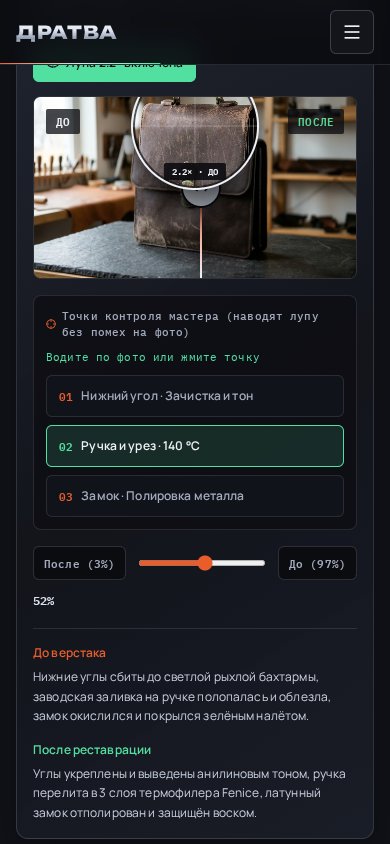 ДРАТВА
Лупа 2.2× включена
ДО
ПОСЛЕ
2.2× · ДО
Точки контроля мастера (наводят лупу
без помех на фото)
Водите по фото или жмите точку
01 Нижний угол · Зачистка и тон
02 Ручка и урез · 140 °C
03 Замок · Полировка металла
После (3%)
До (97%)
52%
До верстака
Нижние углы сбиты до светлой рыхлой бахтармы,
заводская заливка на ручке полопалась и облезла,
замок окислился и покрылся зелёным налётом.
После реставрации
Углы укреплены и выведены анилиновым тоном, ручка
перелита в 3 слоя термофилера Fenice, латунный
замок отполирован и защищён воском.